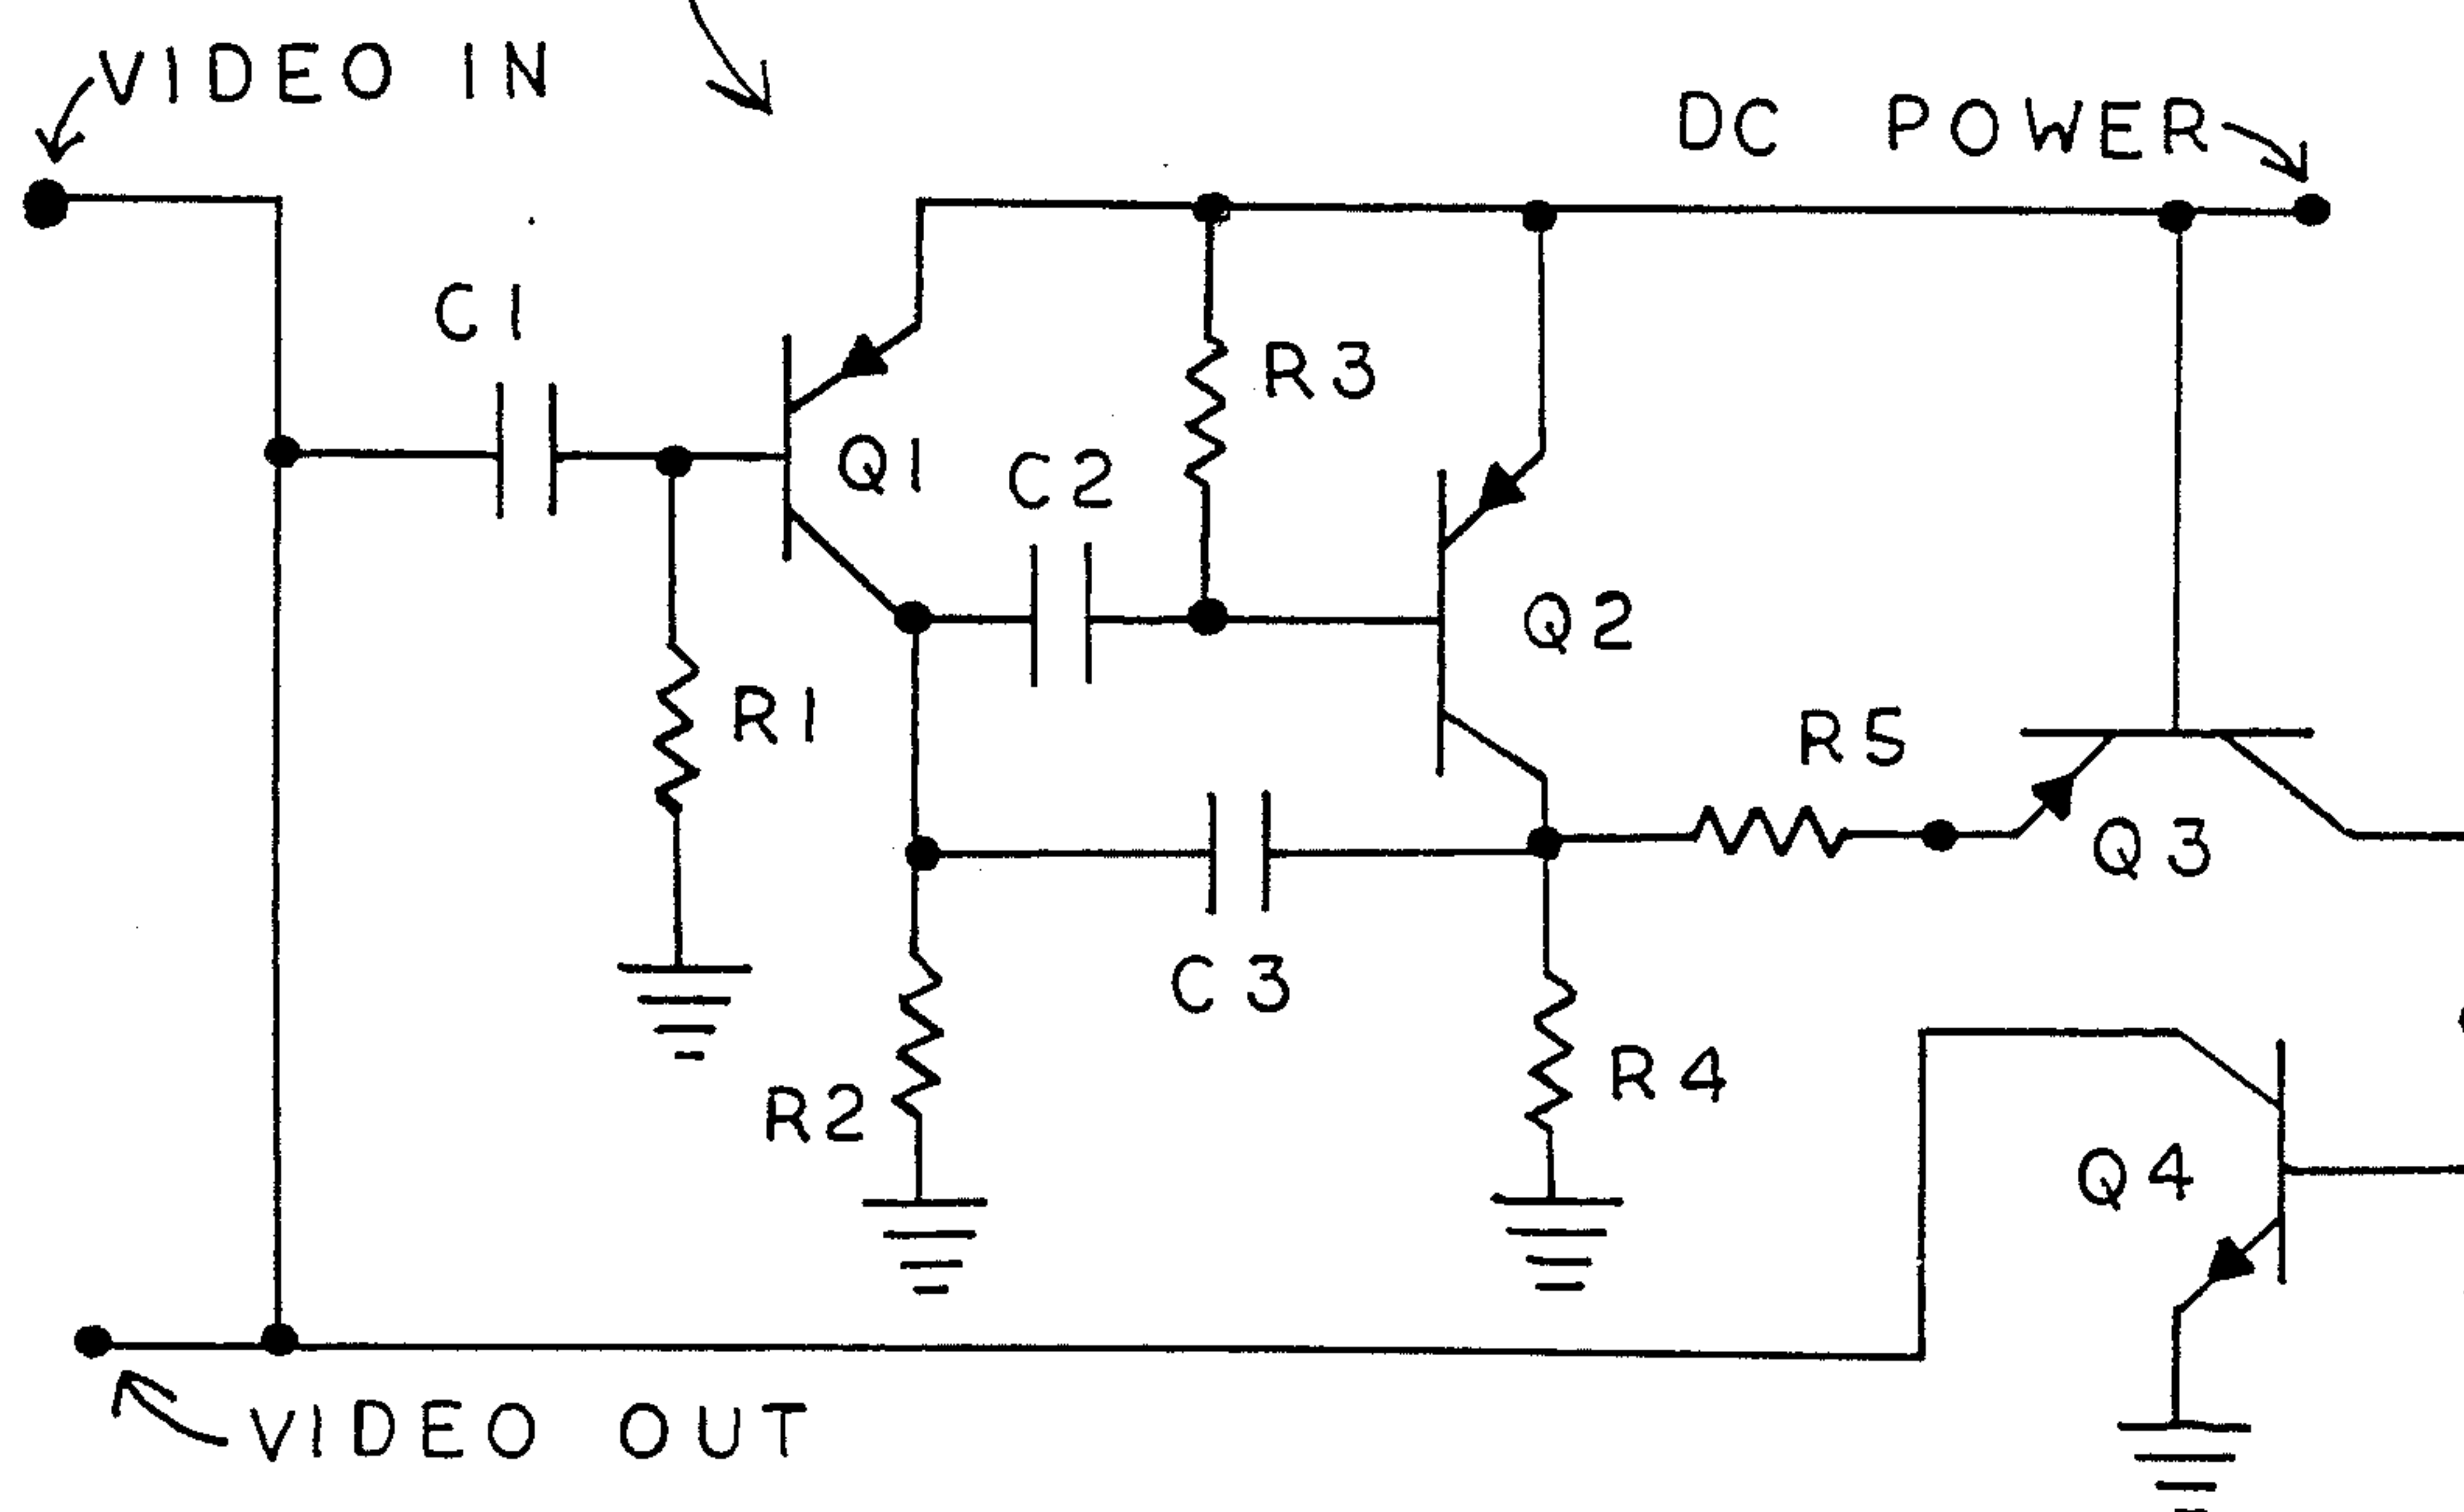 VIDEO IN
DC POWER
C1
R3
Q1
C2
Q2
R1
R5
Q3
C3
R2
R4
Q4
VIDEO OUT